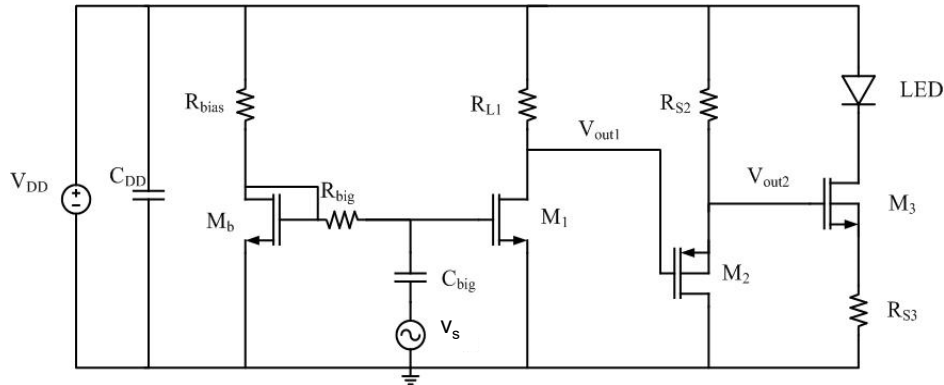 R_bias
R_L1
R_S2
LED
V_out1
V_DD
C_DD
R_big
V_out2
M_b
M_1
M_3
M_2
C_big
R_S3
v_s